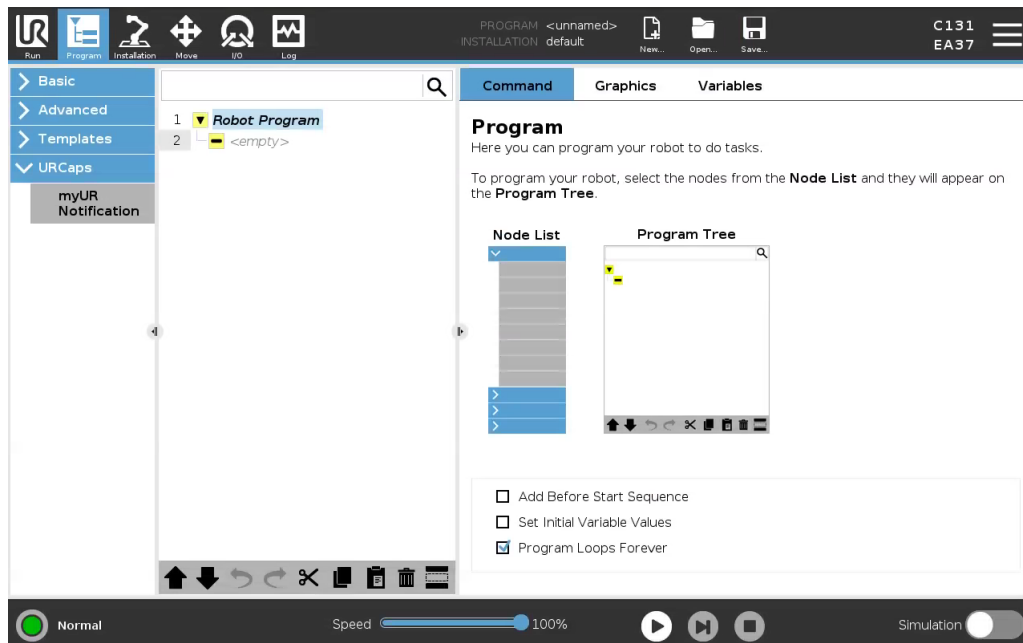 UR
Run
Program
Installation
Move
I/O
Log
PROGRAM <unnamed>
INSTALLATION default
New...
Open...
Save...
C131
EA37
Basic
Advanced
Templates
URCaps
myUR
Notification
1 Robot Program
2 <empty>
Command
Graphics
Variables
Program
Here you can program your robot to do tasks.
To program your robot, select the nodes from the Node List and they will appear on
the Program Tree.
Node List
Program Tree
Add Before Start Sequence
Set Initial Variable Values
Program Loops Forever
Normal
Speed
100%
Simulation